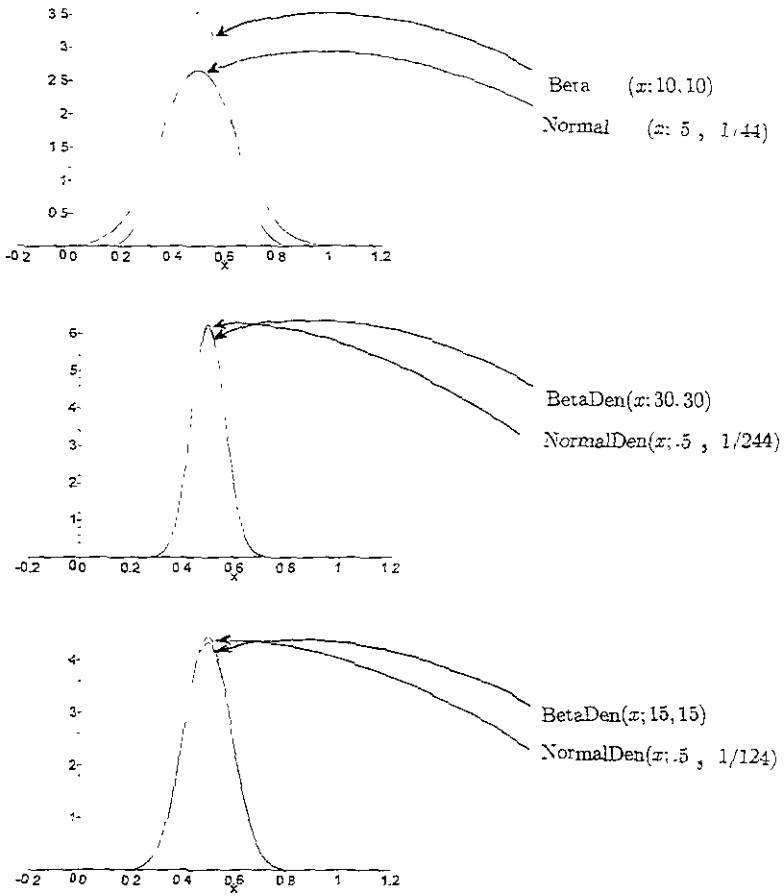 3.5
3-
2.5-
2-
1.5-
1-
0.5-
-0.2 0.0 0.2 0.4 0.6 0.8 1 1.2
x
Beta (x: 10.10)
Normal (x: 5 , 1/44)
6-
5-
4-
3-
2-
1-
0
-0.2 0.0 0.2 0.4 0.6 0.8 1 1.2
x
BetaDen(x: 30.30)
NormalDen(x; .5 , 1/244)
4-
3-
2-
1-
-0.2 0.0 0.2 0.4 0.6 0.8 1 1.2
x
BetaDen(x; 15,15)
NormalDen(x; .5 , 1/124)